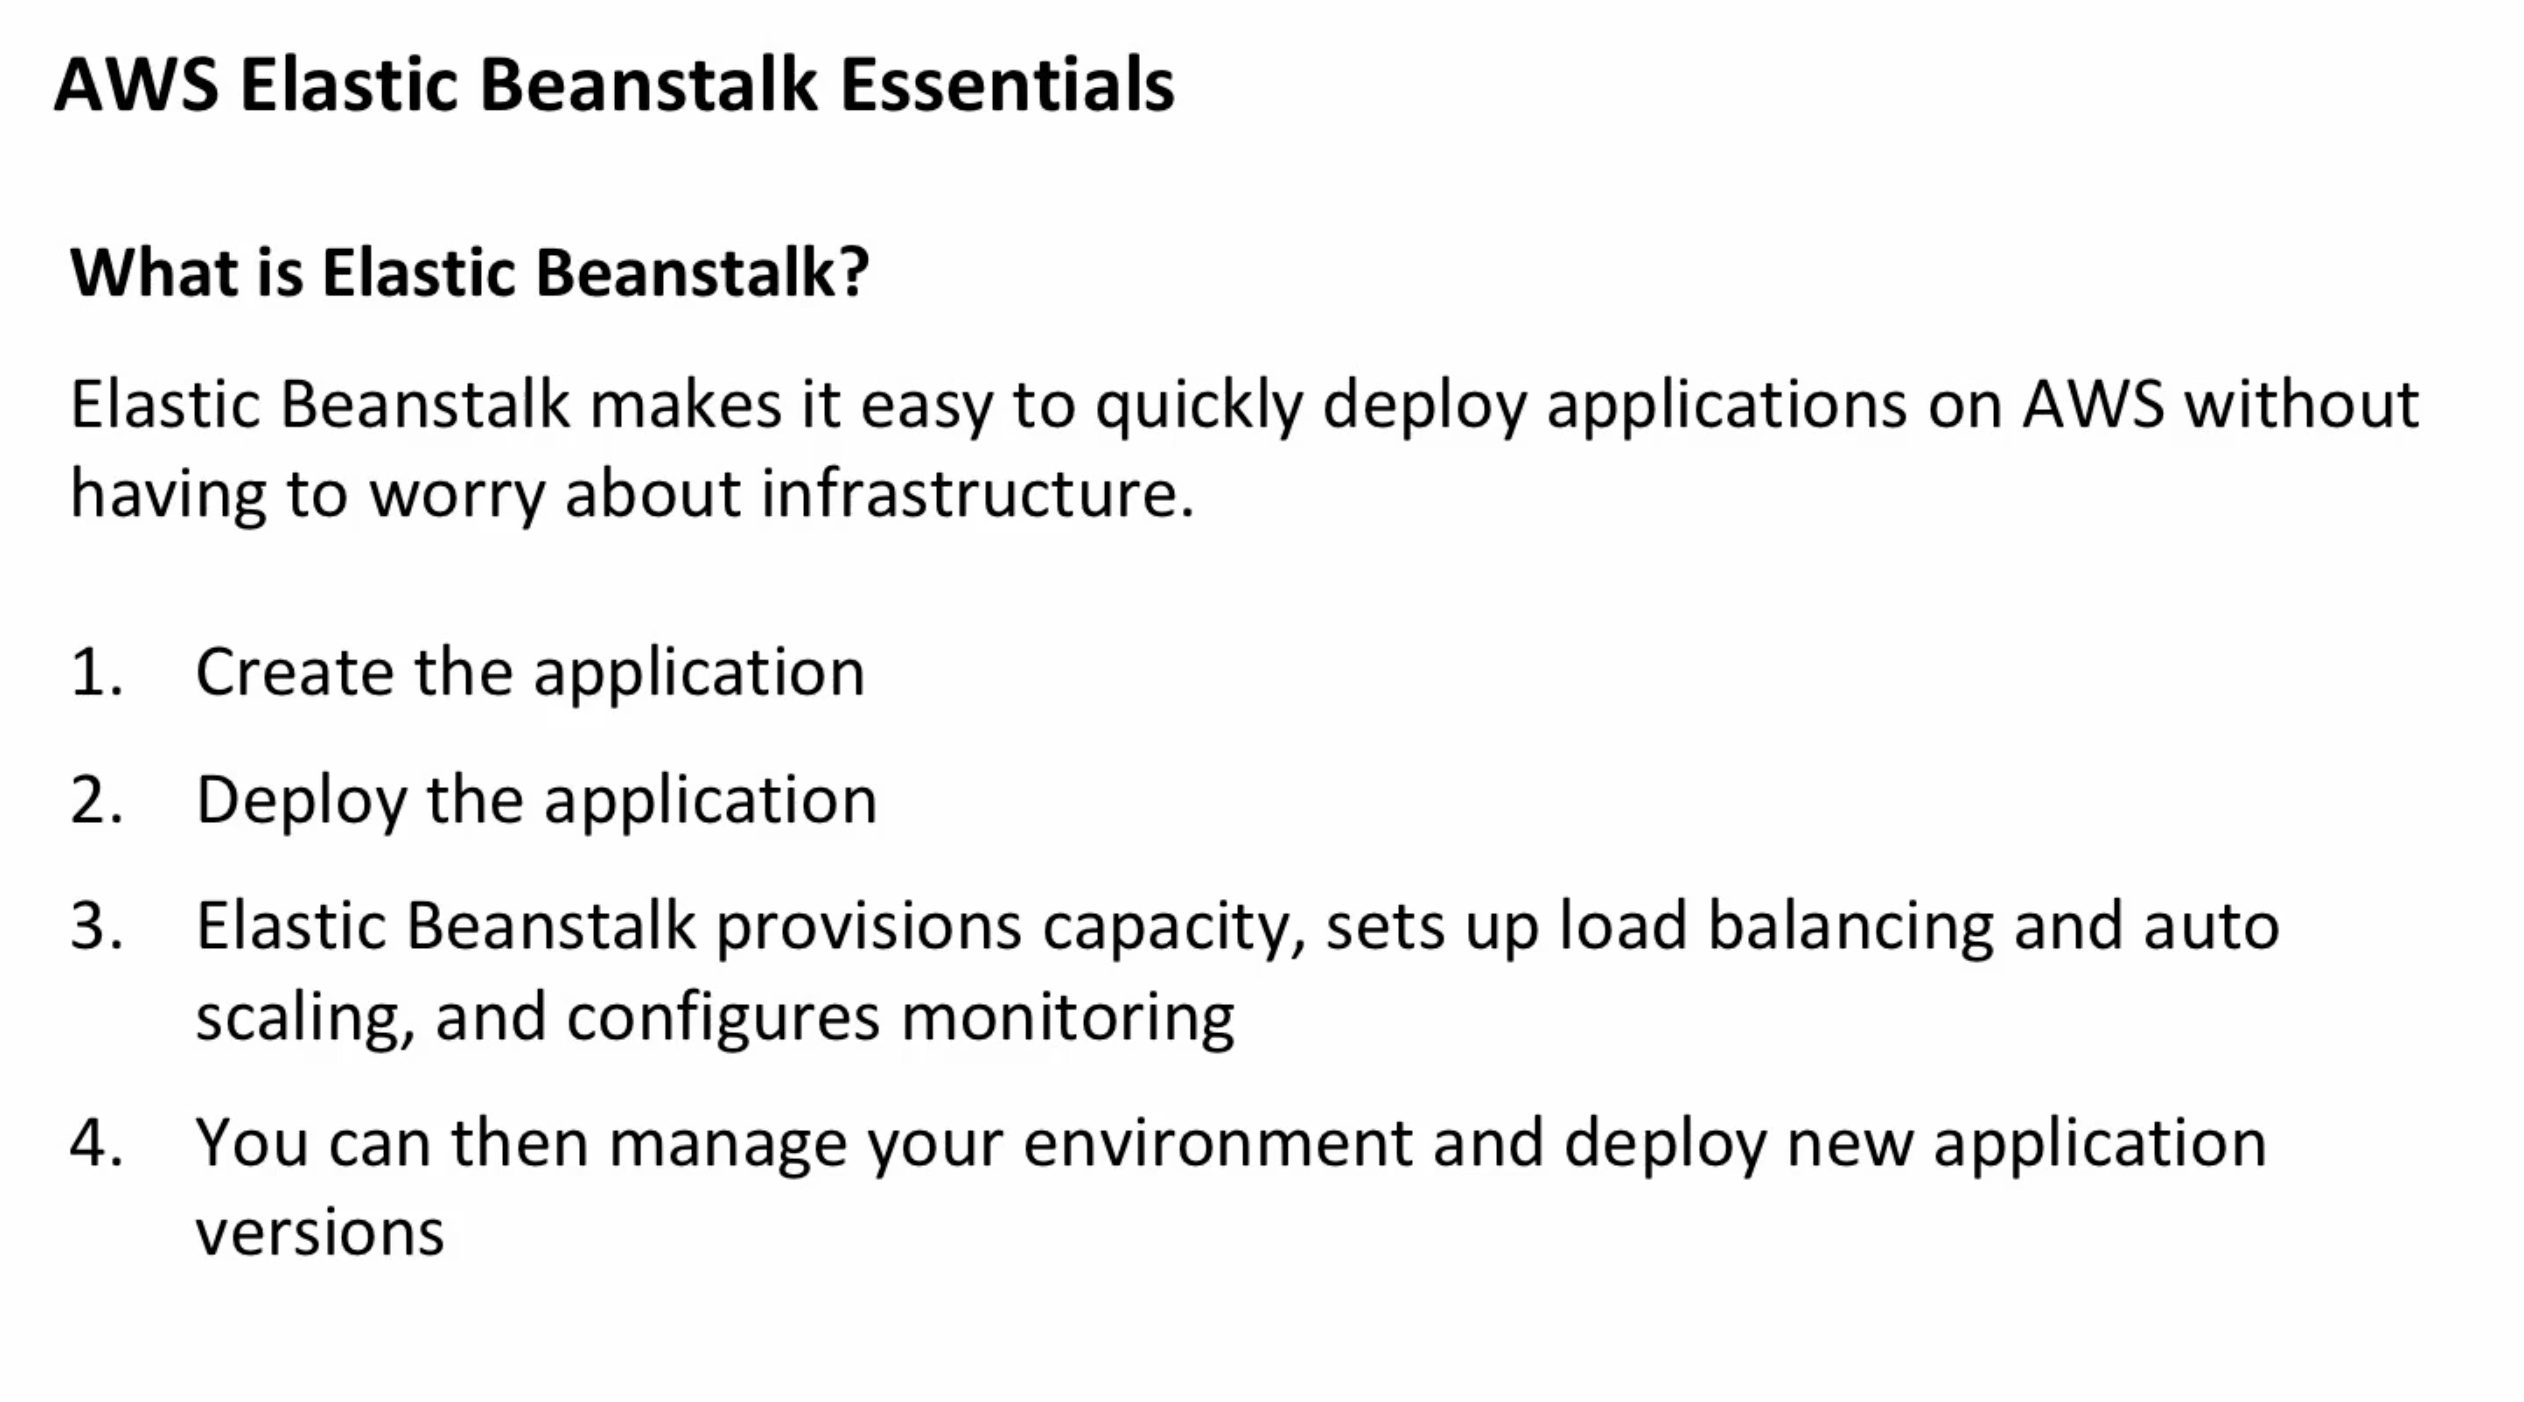 AWS Elastic Beanstalk Essentials
What is Elastic Beanstalk?
Elastic Beanstalk makes it easy to quickly deploy applications on AWS without
having to worry about infrastructure.
1. Create the application
2. Deploy the application
3. Elastic Beanstalk provisions capacity, sets up load balancing and auto
scaling, and configures monitoring
4. You can then manage your environment and deploy new application
versions